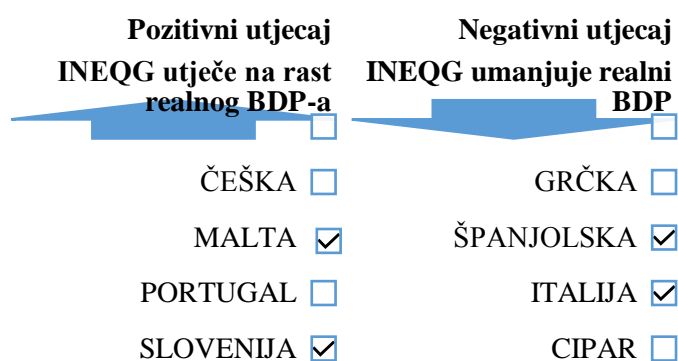 Pozitivni utjecaj
INEQG utječe na rast
realnog BDP-a
ČEŠKA
MALTA
PORTUGAL
SLOVENIJA
Negativni utjecaj
INEQG umanjuje realni
BDP
GRČKA
ŠPANJOLSKA
ITALIJA
CIPAR